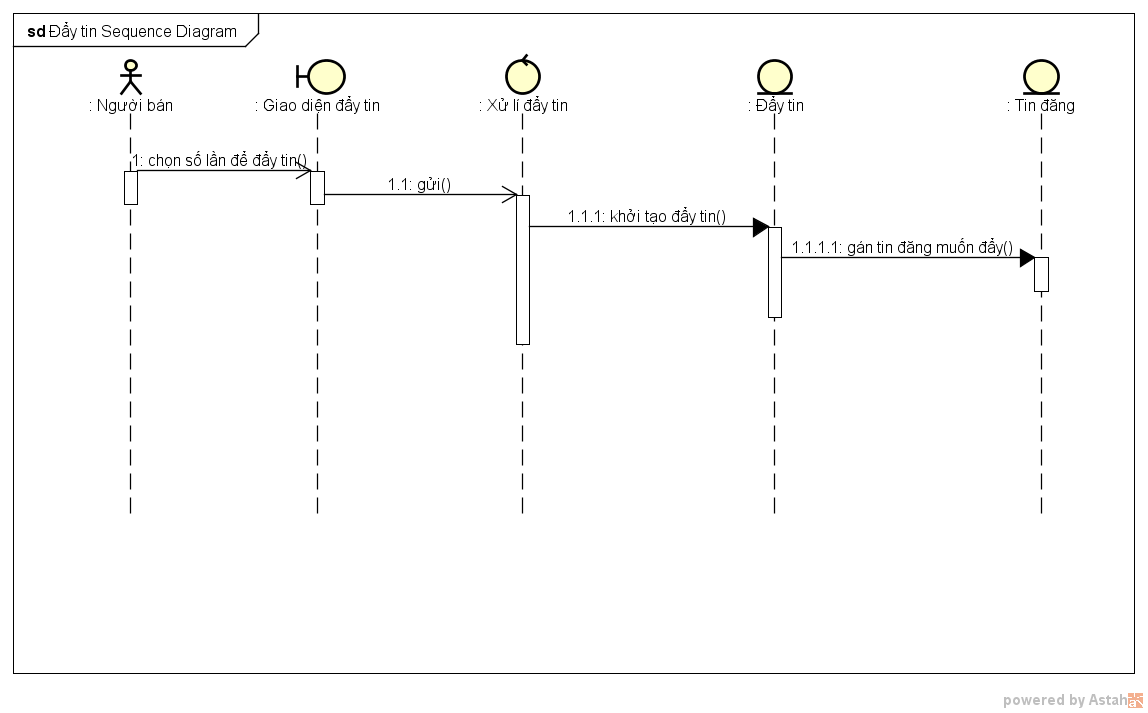 sd Đẩy tin Sequence Diagram
: Người bán
: Giao diện đẩy tin
: Xử lí đẩy tin
: Đẩy tin
: Tin đăng
1: chọn số lần để đẩy tin()
1.1: gửi()
1.1.1: khởi tạo đẩy tin()
1.1.1.1: gán tin đăng muốn đẩy()
powered by Astah